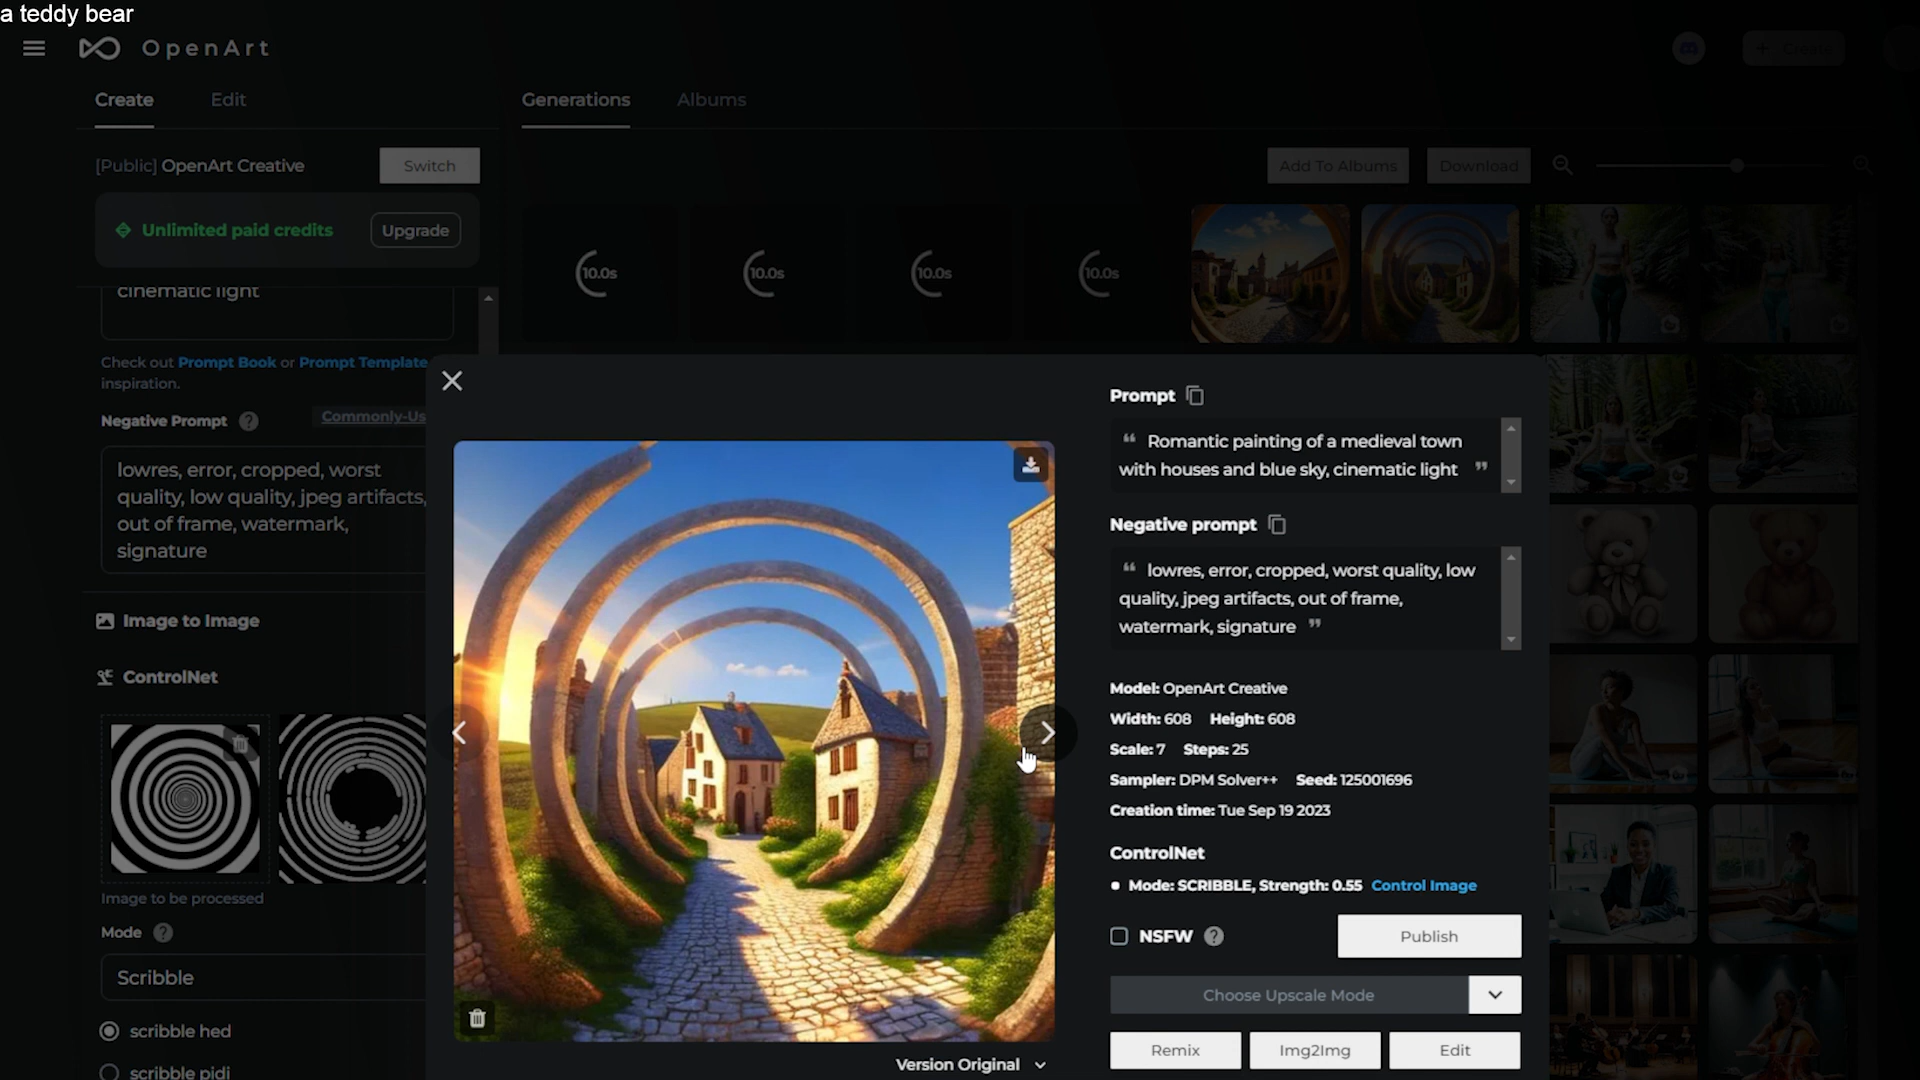 a teddy bear
OpenArt
Create
Create
Edit
Generations
Albums
[Public] OpenArt Creative
Switch
Add To Albums
Download
Unlimited paid credits
Upgrade
10.0s
10.0s
10.0s
10.0s
cinematic light
Check out Prompt Book or Prompt Template
inspiration.
Negative Prompt
Commonly-Us
lowres, error, cropped, worst
quality, low quality, jpeg artifacts,
out of frame, watermark,
signature
Image to Image
ControlNet
Image to be processed
Mode
Scribble
scribble hed
scribble pidi
Version Original
Prompt
“ Romantic painting of a medieval town
with houses and blue sky, cinematic light ”
Negative prompt
“ lowres, error, cropped, worst quality, low
quality, jpeg artifacts, out of frame,
watermark, signature ”
Model: OpenArt Creative
Width: 608 Height: 608
Scale: 7 Steps: 25
Sampler: DPM Solver++ Seed: 125001696
Creation time: Tue Sep 19 2023
ControlNet
Mode: SCRIBBLE, Strength: 0.55 Control Image
NSFW
Publish
Choose Upscale Mode
Remix
Img2Img
Edit